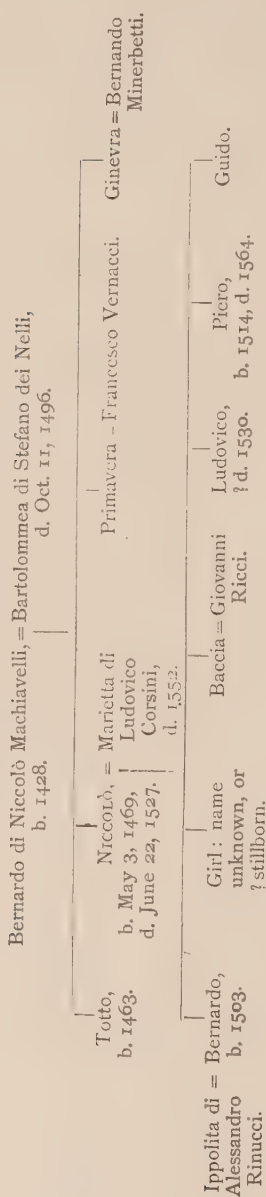 Bernardo di Niccolò Machiavelli, = Bartolommea di Stefano dei Nelli,
b. 1428.
d. Oct. 11, 1496.
Totto,
b. 1463.
NICCOLÒ, = Marietta di
b. May 3, 1469,
d. June 22, 1527.
Ludovico
Corsini,
d. 1552.
Primavera – Francesco Vernacci.
Ginevra = Bernando
Minerbetti.
Ippolita di = Bernardo,
Alessandro
Rinucci.
b. 1503.
Girl: name
unknown, or
? stillborn.
Baccia = Giovanni
Ricci.
Ludovico,
? d. 1530.
Piero,
b. 1514, d. 1564.
Guido.